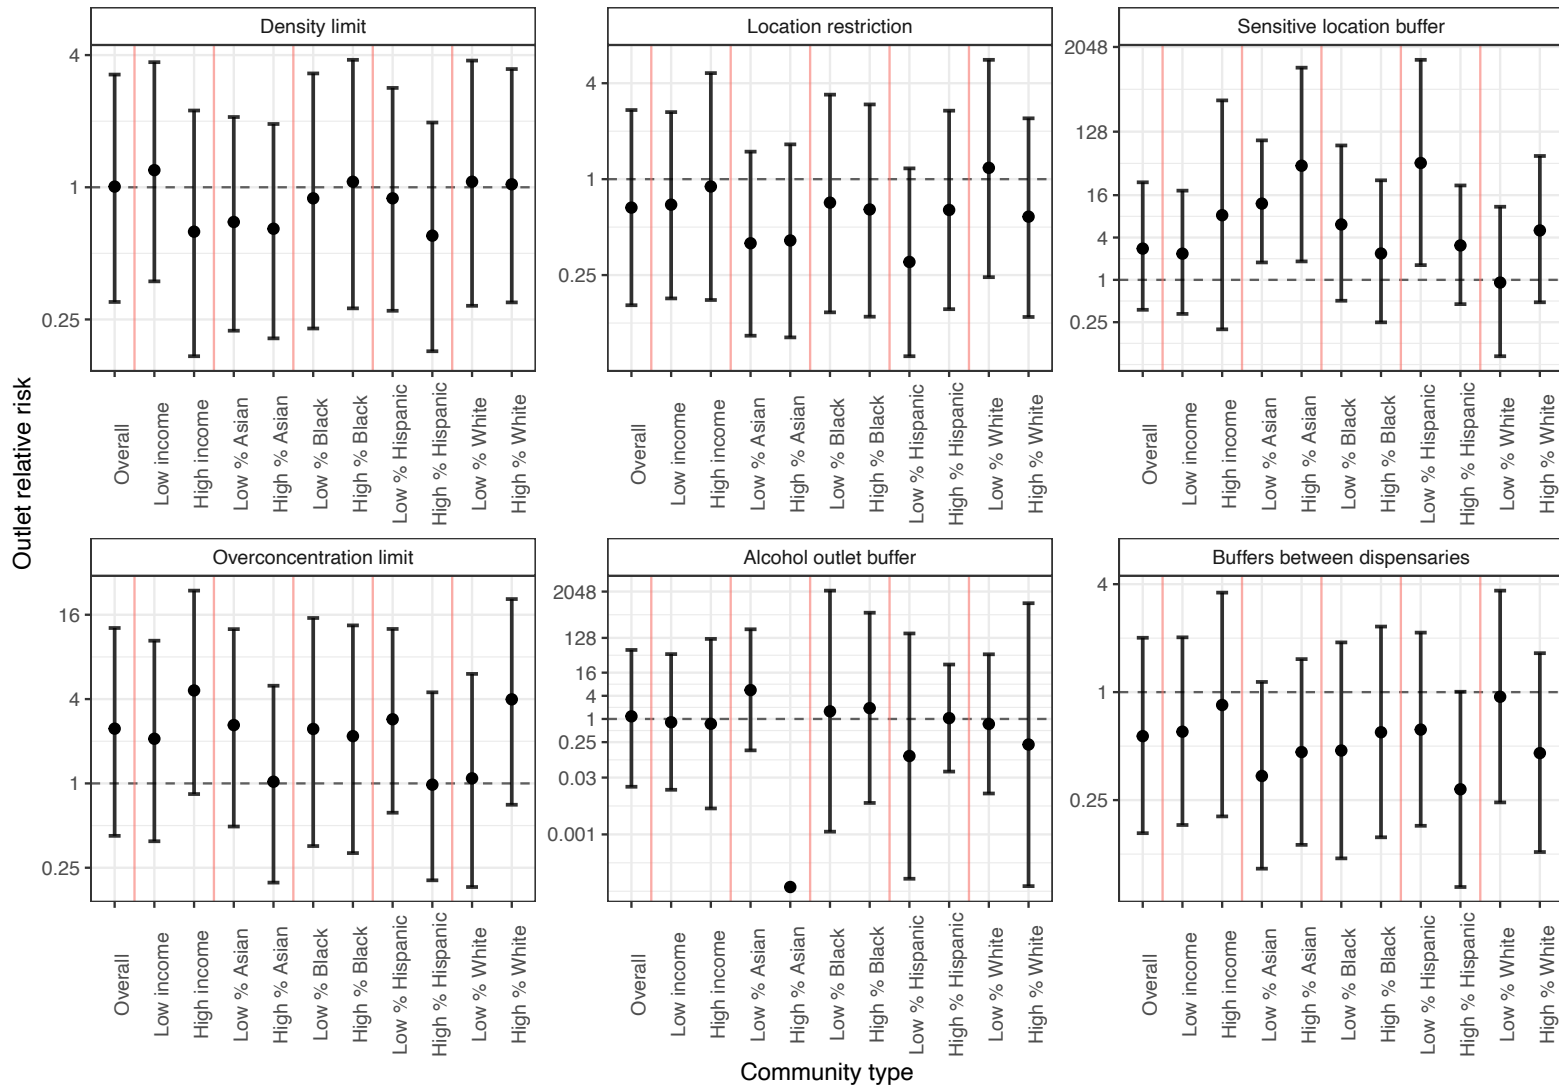 Density limit
Location restriction
Sensitive location buffer
4
1
0.25
4
1
0.25
2048
128
16
4
1
0.25
Overall
Low income
High income
Low % Asian
High % Asian
Low % Black
High % Black
Low % Hispanic
High % Hispanic
Low % White
High % White
Overall
Low income
High income
Low % Asian
High % Asian
Low % Black
High % Black
Low % Hispanic
High % Hispanic
Low % White
High % White
Overall
Low income
High income
Low % Asian
High % Asian
Low % Black
High % Black
Low % Hispanic
High % Hispanic
Low % White
High % White
Outlet relative risk
Overconcentration limit
Alcohol outlet buffer
Buffers between dispensaries
16
4
1
0.25
2048
128
16
4
1
0.25
0.03
0.001
4
1
0.25
Overall
Low income
High income
Low % Asian
High % Asian
Low % Black
High % Black
Low % Hispanic
High % Hispanic
Low % White
High % White
Overall
Low income
High income
Low % Asian
High % Asian
Low % Black
High % Black
Low % Hispanic
High % Hispanic
Low % White
High % White
Overall
Low income
High income
Low % Asian
High % Asian
Low % Black
High % Black
Low % Hispanic
High % Hispanic
Low % White
High % White
Community type